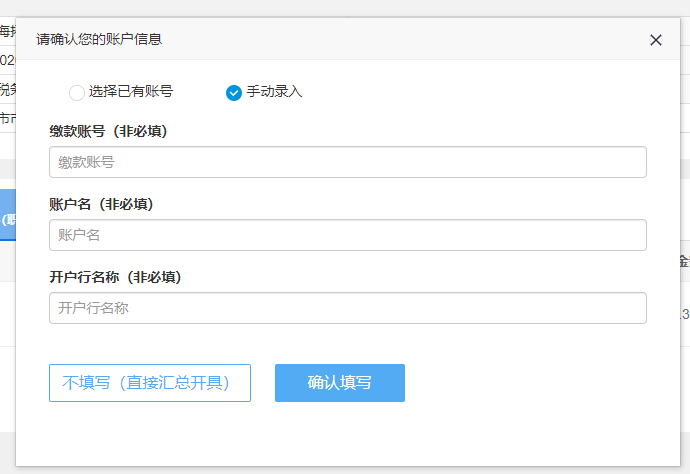 请确认您的账户信息
选择已有账号 手动录入
缴款账号（非必填）
缴款账号
账户名（非必填）
账户名
开户行名称（非必填）
开户行名称
不填写（直接汇总开具） 确认填写